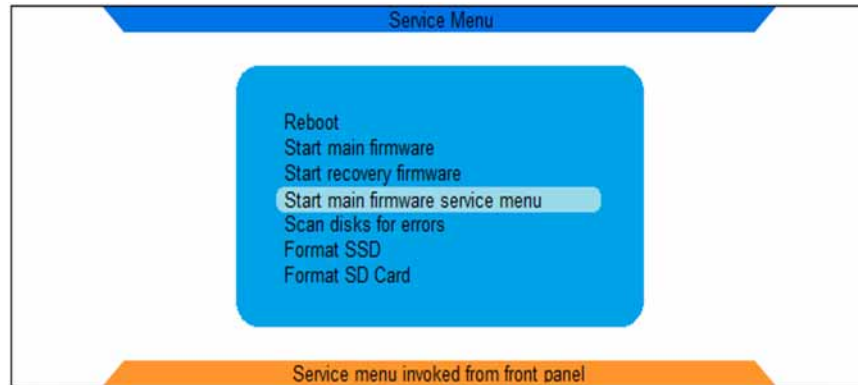 Service Menu
Reboot
Start main firmware
Start recovery firmware
Start main firmware service menu
Scan disks for errors
Format SSD
Format SD Card
Service menu invoked from front panel